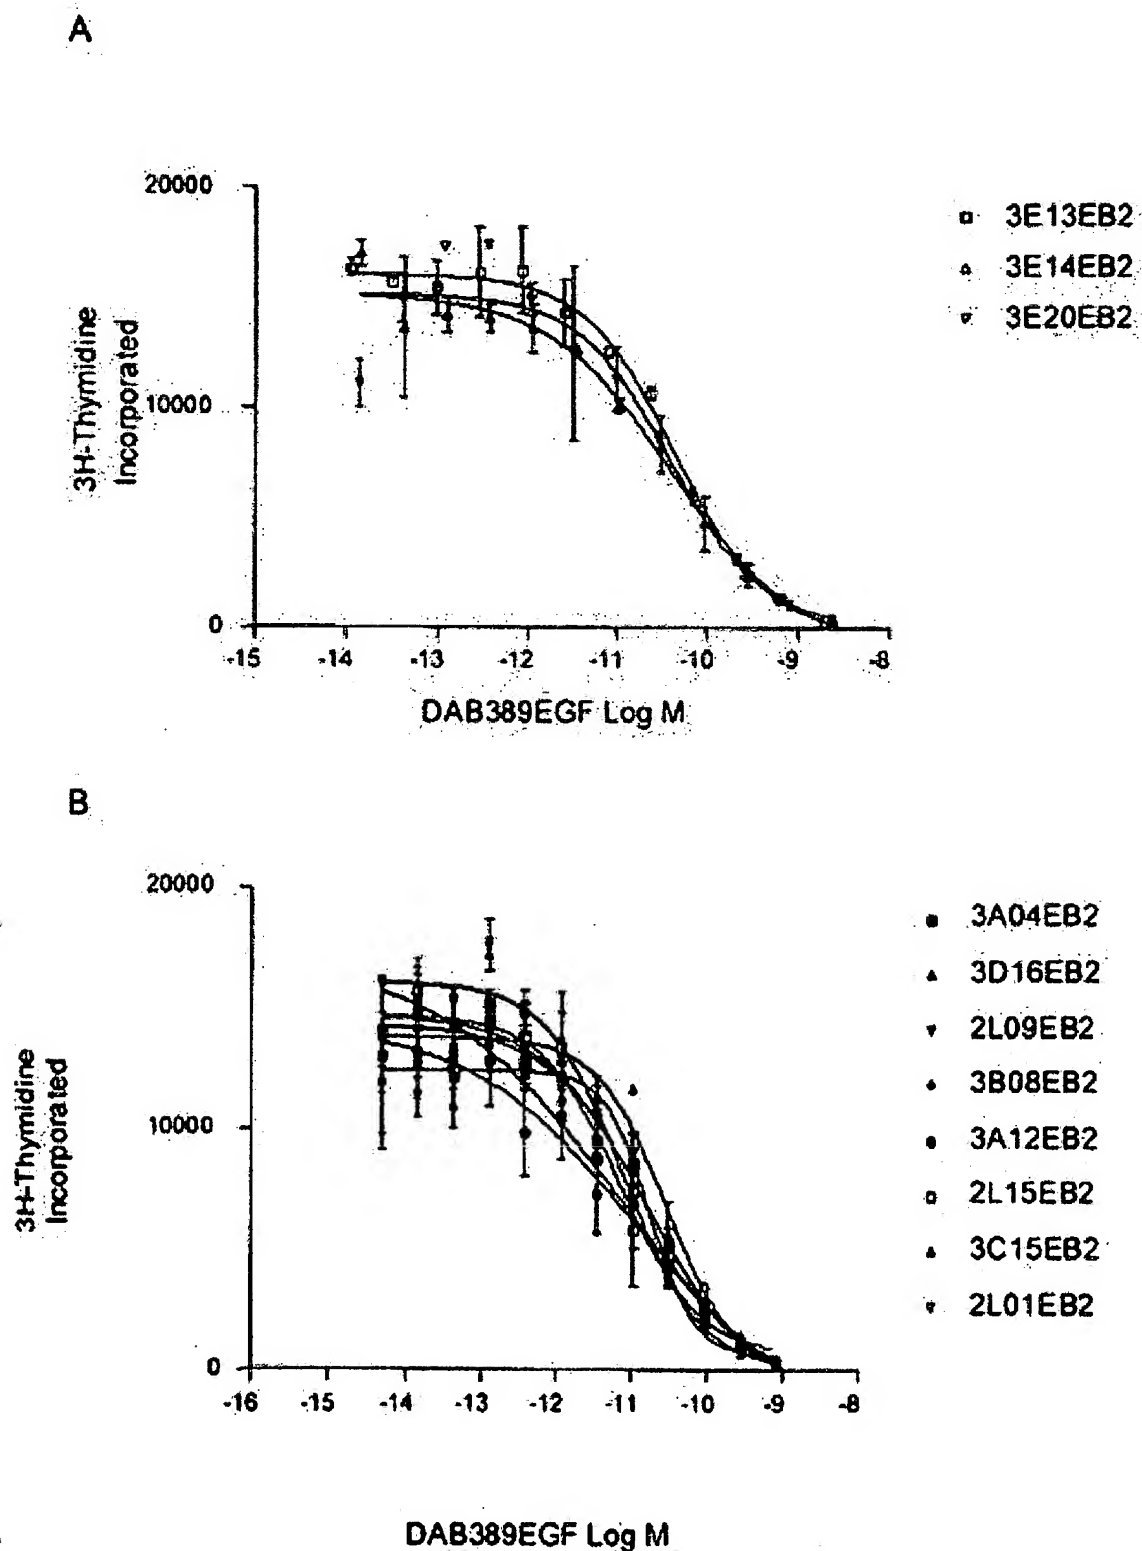 A
20000
10000
0
3H-Thymidine
Incorporated
-15 -14 -13 -12 -11 -10 -9 -8
DAB389EGF Log M
3E13EB2
3E14EB2
3E20EB2
B
20000
10000
0
3H-Thymidine
Incorporated
-16 -15 -14 -13 -12 -11 -10 -9 -8
DAB389EGF Log M
3A04EB2
3D16EB2
2L09EB2
3B08EB2
3A12EB2
2L15EB2
3C15EB2
2L01EB2